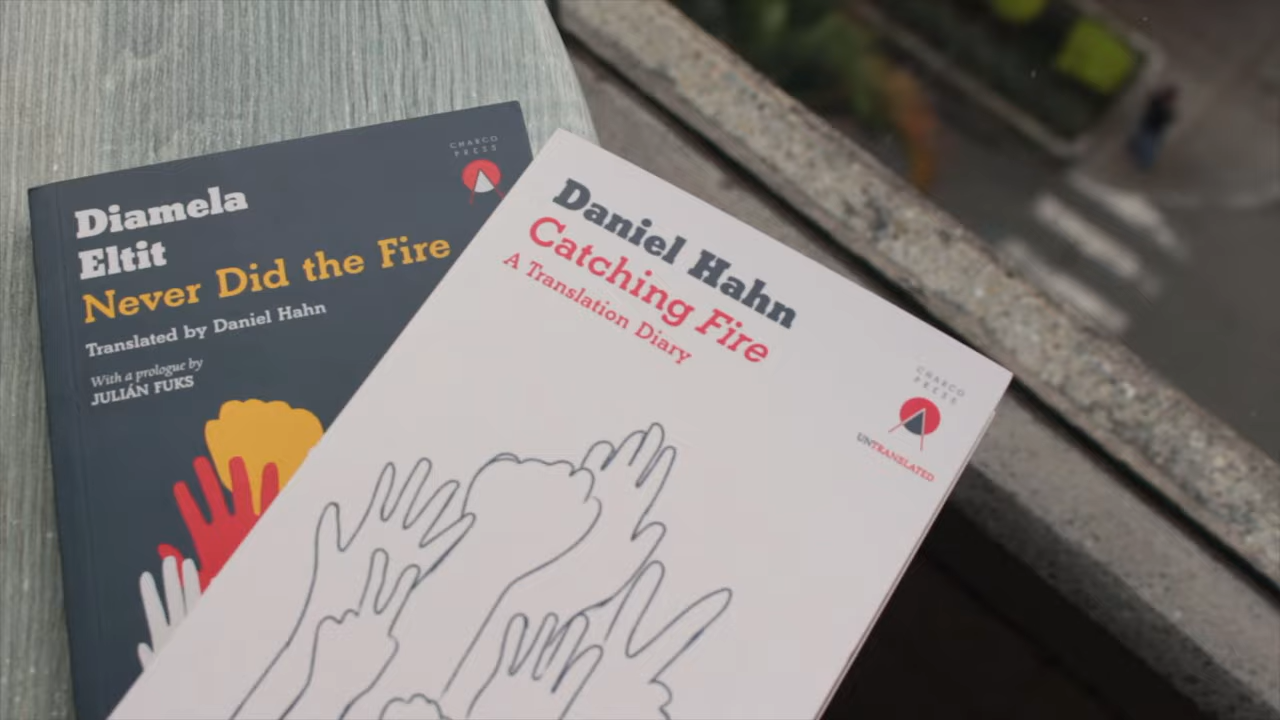 CHARCO
PRESS
Diamela
Eltit
Never Did the Fire
Translated by Daniel Hahn
With a prologue by
JULIÁN FUKS
Daniel Hahn
Catching Fire
A Translation Diary
CHARCO
PRESS
UNTRANSLATED